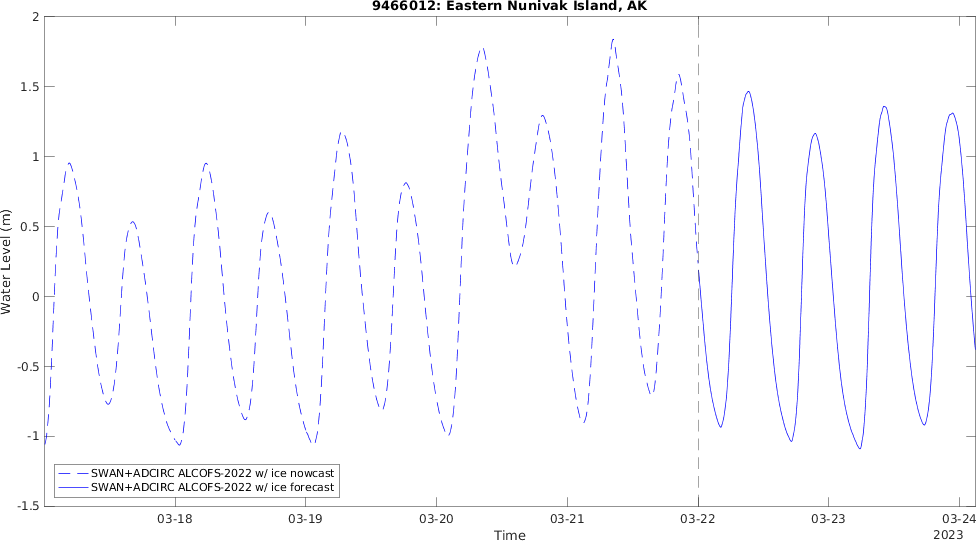 9466012: Eastern Nunivak Island, AK
2
1.5
1
0.5
0
-0.5
-1
-1.5
Water Level (m)
SWAN+ADCIRC ALCOFS-2022 w/ ice nowcast
SWAN+ADCIRC ALCOFS-2022 w/ ice forecast
03-18 03-19 03-20 03-21 03-22 03-23 03-24
Time
2023